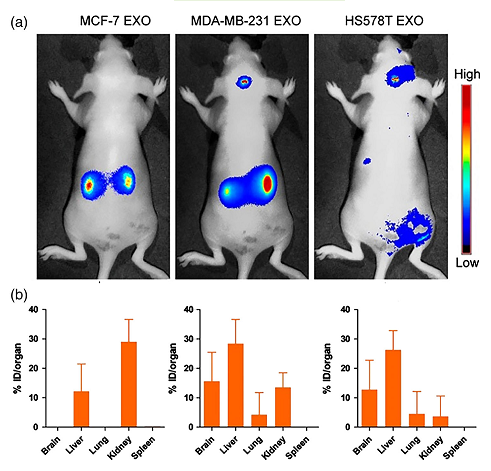 (a)
MCF-7 EXO
MDA-MB-231 EXO
HS578T EXO
High
Low
(b)
% ID/organ
40
30
20
10
0
Brain
Liver
Lung
Kidney
Spleen
% ID/organ
40
30
20
10
0
Brain
Liver
Lung
Kidney
Spleen
% ID/organ
40
30
20
10
0
Brain
Liver
Lung
Kidney
Spleen